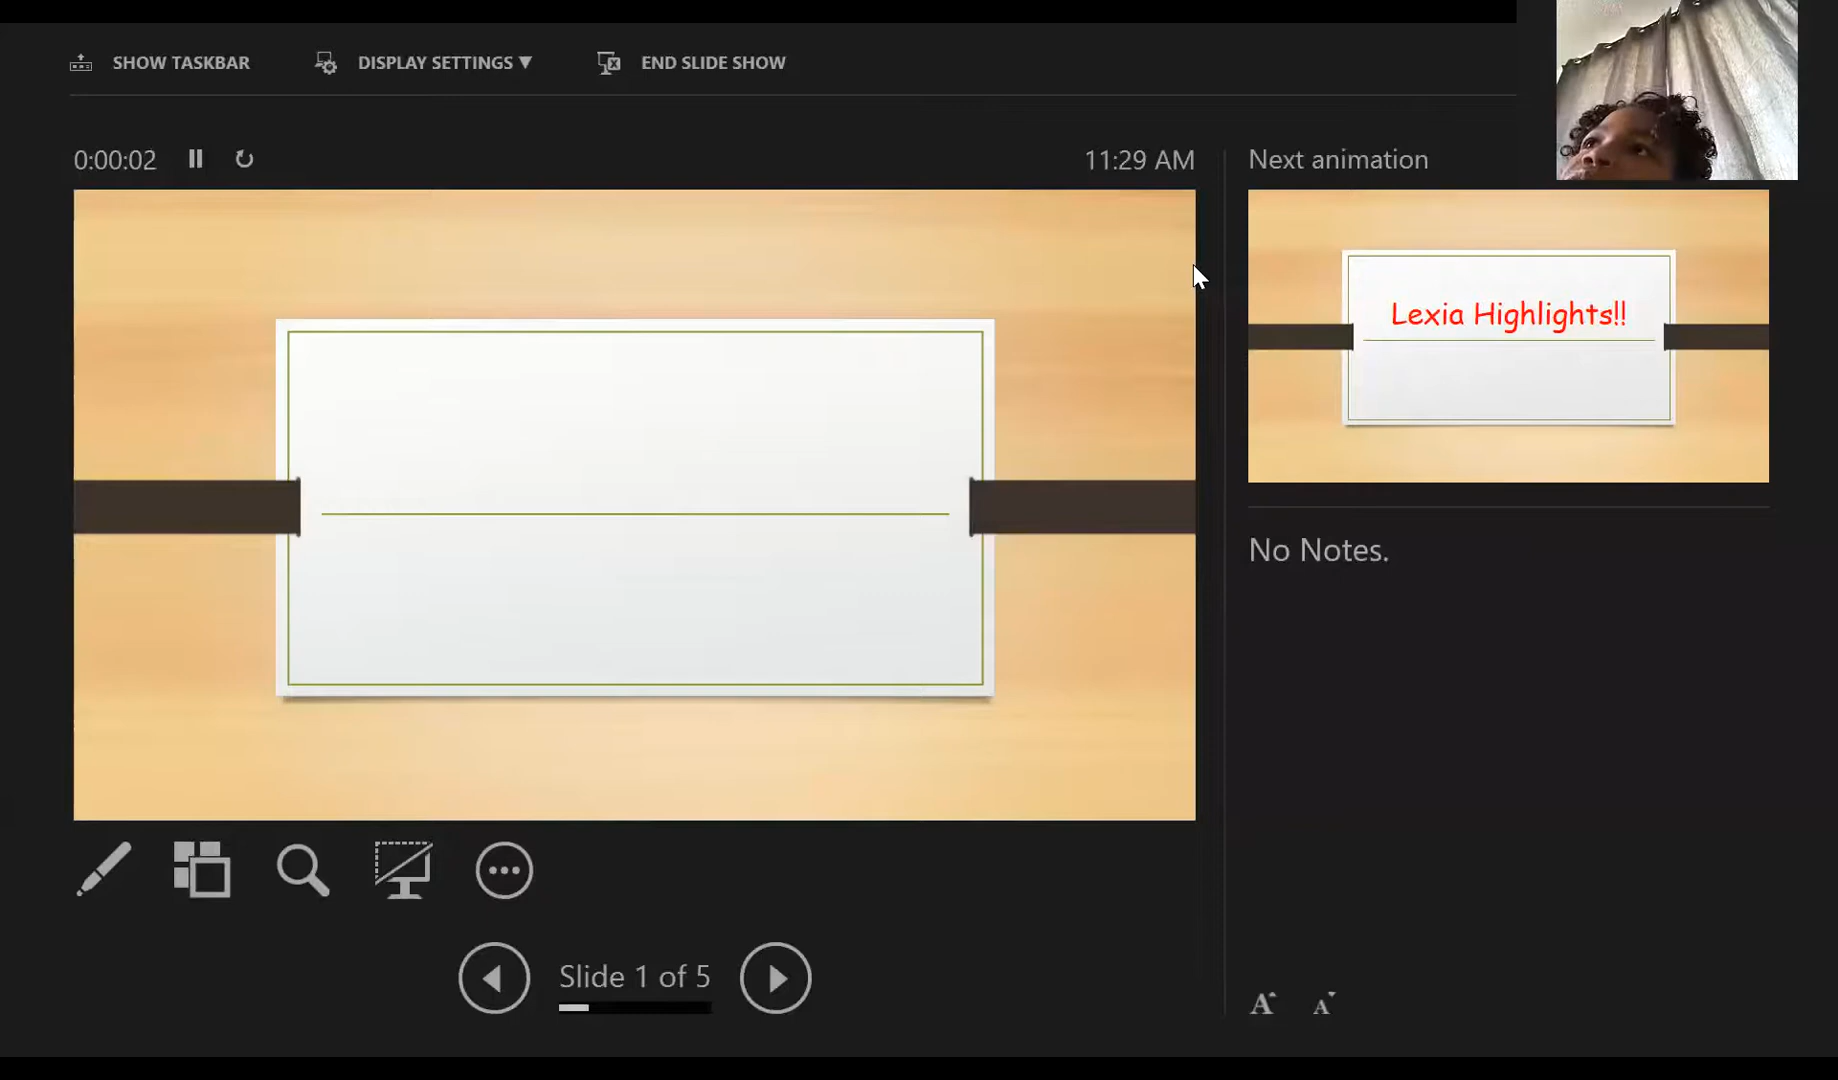 SHOW TASKBAR
DISPLAY SETTINGS ▼
END SLIDE SHOW
0:00:02
11:29 AM
Next animation
Lexia Highlights!!
No Notes.
Slide 1 of 5
A
A